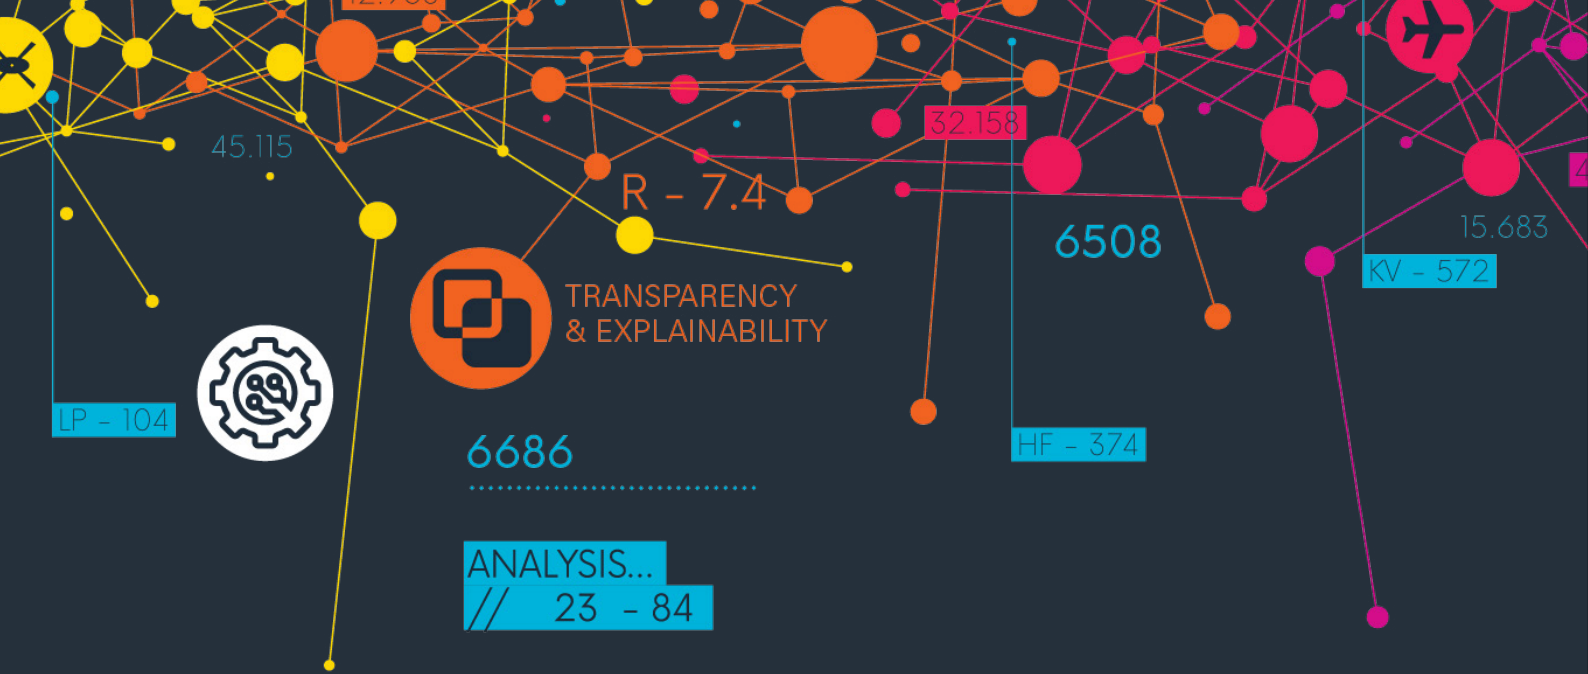 45.115
32.158
R - 7.4
6508
15.683
KV - 572
TRANSPARENCY
& EXPLAINABILITY
LP - 104
HF - 374
6686
ANALYSIS...
// 23 - 84